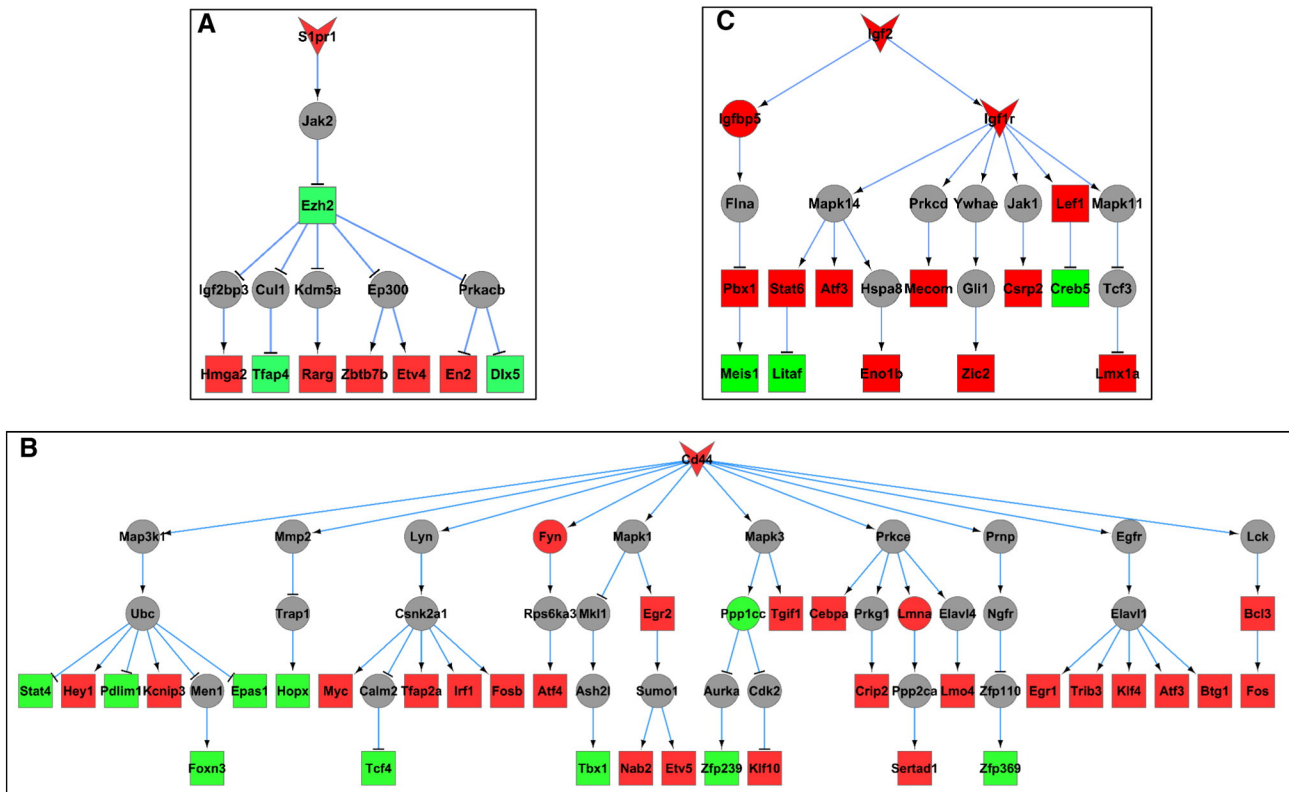 A
S1pr1
Jak2
Ezh2
Igf2bp3 Cul1 Kdm5a Ep300 Prkacb
Hmga2 Tfap4 Rarg Zbtb7b Etv4 En2 Dlx5
C
Igf2
Igfbp5 Igf1r
Flna Mapk14 Prkcd Ywhae Jak1 Lef1 Mapk11
Pbx1 Stat6 Atf3 Hspa8 Mecom Gli1 Csrp2 Creb5 Tcf3
Meis1 Litaf Eno1b Zic2 Lmx1a
B
Cd44
Map3k1 Mmp2 Lyn Fyn Mapk1 Mapk3 Prkce Prnp Egfr Lck
Ubc Trap1 Csnk2a1 Rps6ka3 Mkl1 Egr2 Ppp1cc Tgif1 Cebpa Prkg1 Lmna Elavl4 Ngfr Elavl1 Bcl3
Stat4 Hey1 Pdlim1 Kcnip3 Men1 Epas1 Hopx Myc Calm2 Tfap2a Irf1 Fosb Atf4 Ash2l Sumo1 Aurka Cdk2 Crip2 Ppp2ca Lmo4 Zfp110 Egr1 Trib3 Klf4 Atf3 Btg1 Fos
Foxn3 Tcf4 Tbx1 Nab2 Etv5 Zfp239 Klf10 Sertad1 Zfp369